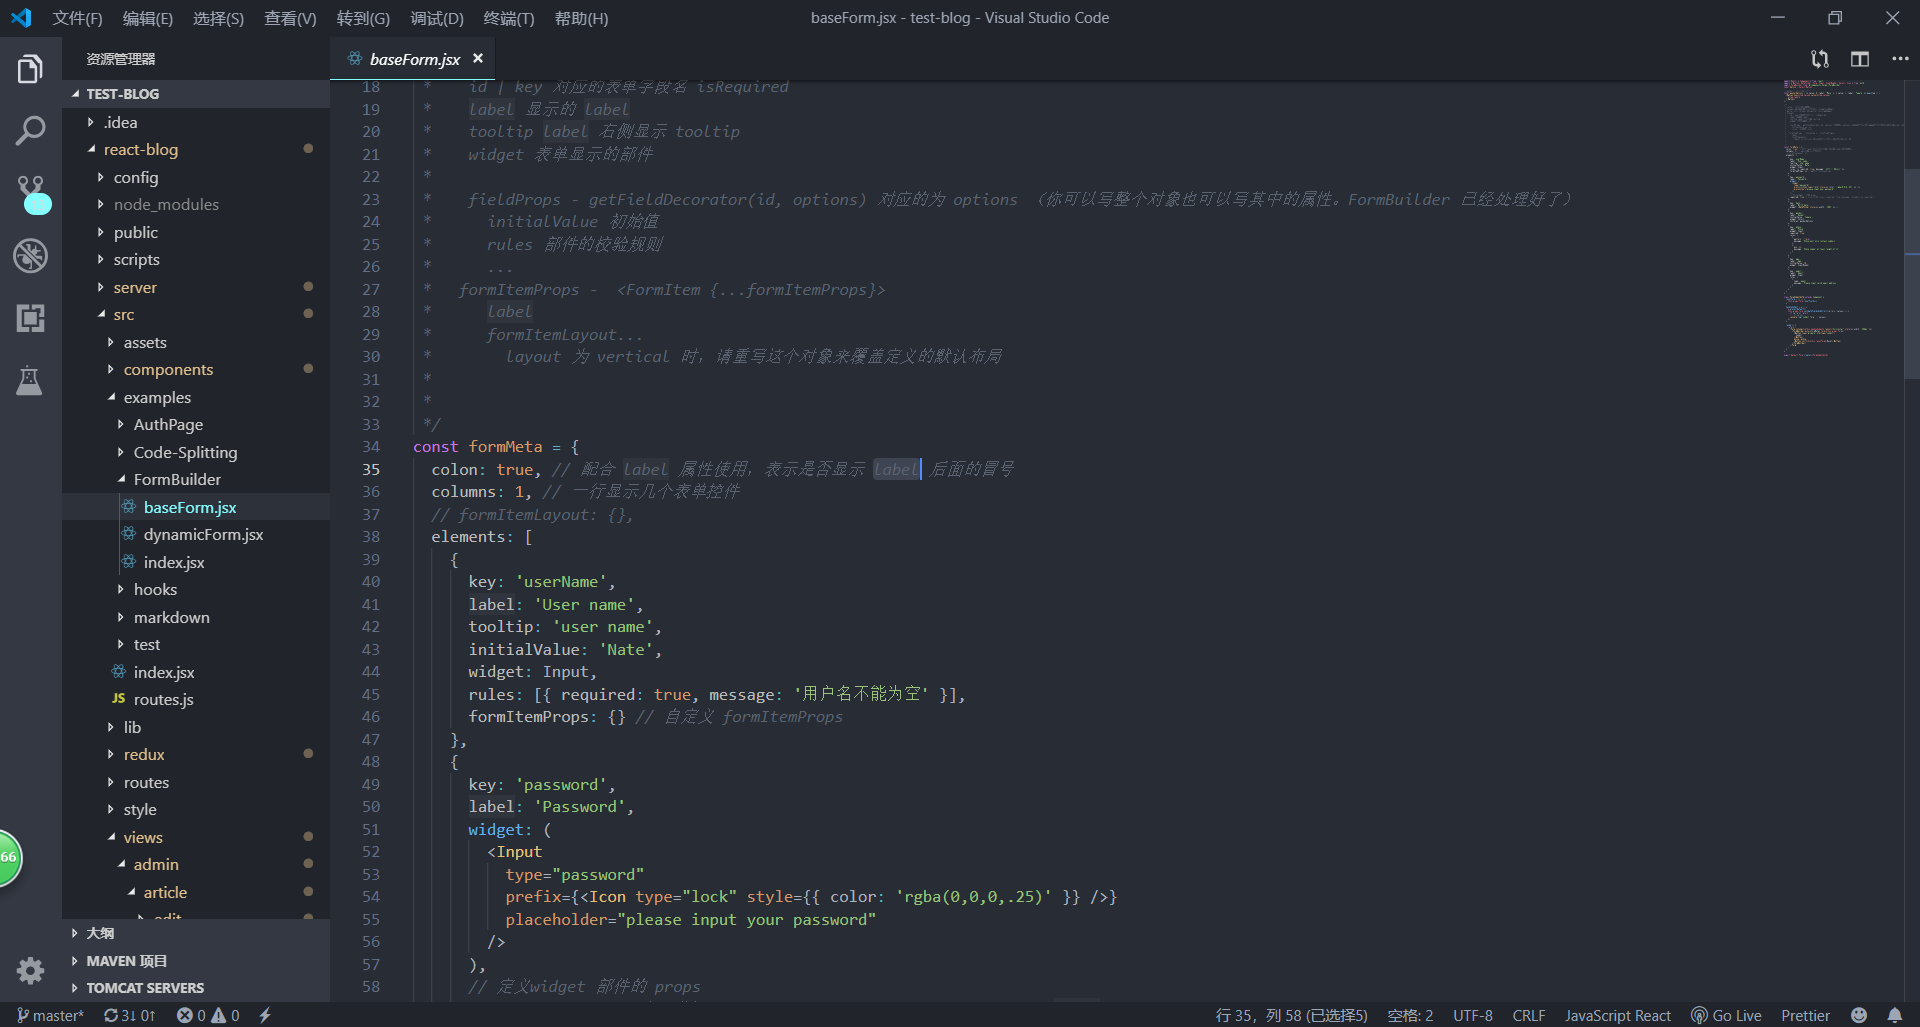 文件(F) 编辑(E) 选择(S) 查看(V) 转到(G) 调试(D) 终端(T) 帮助(H)
baseForm.jsx - test-blog - Visual Studio Code
资源管理器
TEST-BLOG
.idea
react-blog
config
node_modules
public
scripts
server
src
assets
components
examples
AuthPage
Code-Splitting
FormBuilder
baseForm.jsx
dynamicForm.jsx
index.jsx
hooks
markdown
test
index.jsx
JS routes.js
lib
redux
routes
style
views
admin
article
edit
大纲
MAVEN 项目
TOMCAT SERVERS
66
baseForm.jsx
18 * id | key 对应的表单字段名 isRequired
19 * label 显示的 label
20 * tooltip label 右侧显示 tooltip
21 * widget 表单显示的部件
22 *
23 * fieldProps - getFieldDecorator(id, options) 对应的为 options （你可以写整个对象也可以写其中的属性。FormBuilder 已经处理好了）
24 * initialValue 初始值
25 * rules 部件的校验规则
26 * ...
27 * formItemProps - <FormItem {...formItemProps}>
28 * label
29 * formItemLayout...
30 * layout 为 vertical 时，请重写这个对象来覆盖定义的默认布局
31 *
32 *
33 */
34 const formMeta = {
35 colon: true, // 配合 label 属性使用，表示是否显示 label 后面的冒号
36 columns: 1, // 一行显示几个表单控件
37 // formItemLayout: {},
38 elements: [
39 {
40 key: 'userName',
41 label: 'User name',
42 tooltip: 'user name',
43 initialValue: 'Nate',
44 widget: Input,
45 rules: [{ required: true, message: '用户名不能为空' }],
46 formItemProps: {} // 自定义 formItemProps
47 },
48 {
49 key: 'password',
50 label: 'Password',
51 widget: (
52 <Input
53 type="password"
54 prefix={<Icon type="lock" style={{ color: 'rgba(0,0,0,.25)' }} />}
55 placeholder="please input your password"
56 />
57 ),
58 // 定义widget 部件的 props
master* 3↓ 0↑ 0 0 行 35，列 58 (已选择5) 空格: 2 UTF-8 CRLF JavaScript React Go Live Prettier